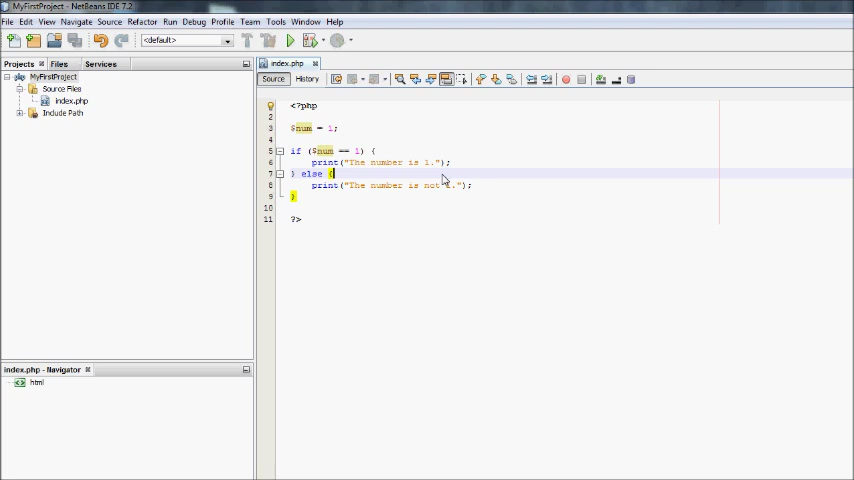 MyFirstProject - NetBeans IDE 7.2
File Edit View Navigate Source Refactor Run Debug Profile Team Tools Window Help
<default>
Projects Files Services
MyFirstProject
Source Files
index.php
Include Path
index.php - Navigator
html
index.php
Source History
1 <?php
2
3 $num = 1;
4
5 if ($num == 1) {
6 print("The number is 1.");
7 } else {
8 print("The number is not 1.");
9 }
10
11 ?>